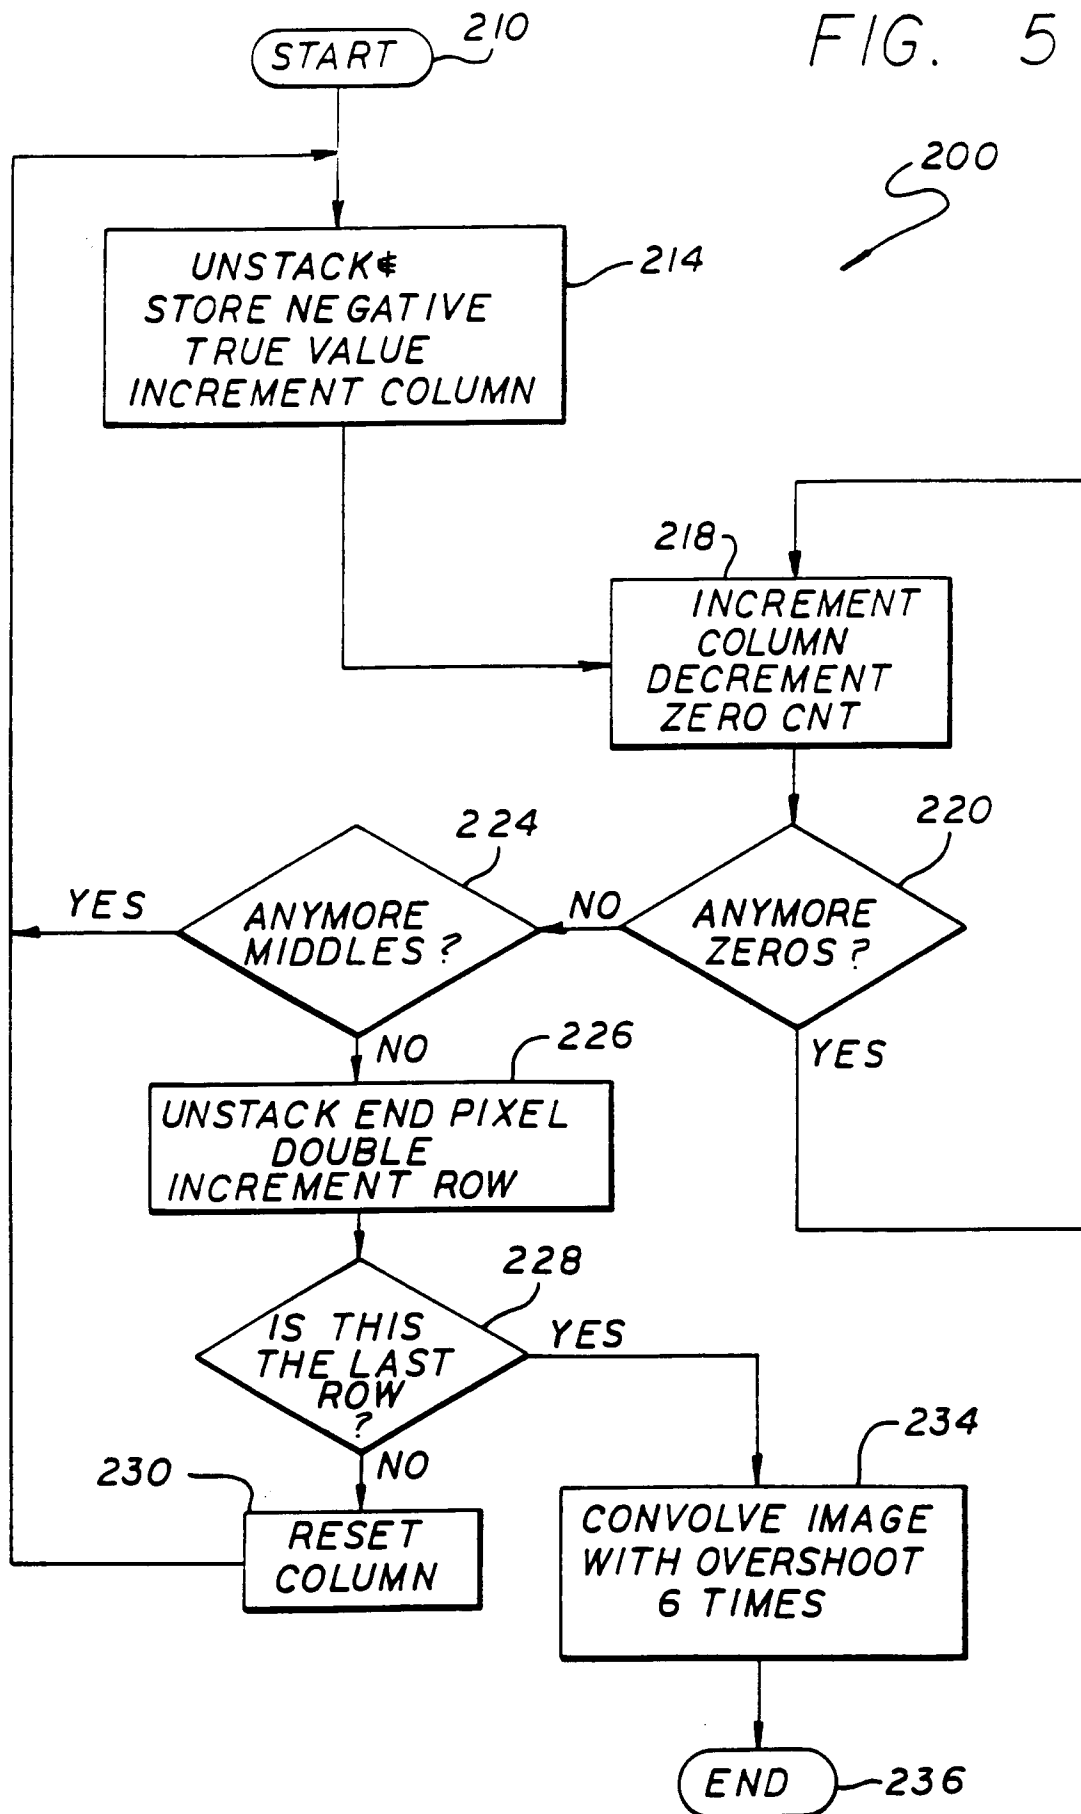 FIG. 5
START
210
200
UNSTACK &
STORE NEGATIVE
TRUE VALUE
INCREMENT COLUMN
214
218
INCREMENT
COLUMN
DECREMENT
ZERO CNT
220
ANYMORE
ZEROS?
NO
YES
224
ANYMORE
MIDDLES?
YES
NO
226
UNSTACK END PIXEL
DOUBLE
INCREMENT ROW
228
IS THIS
THE LAST
ROW
?
YES
NO
230
RESET
COLUMN
234
CONVOLVE IMAGE
WITH OVERSHOOT
6 TIMES
END
236